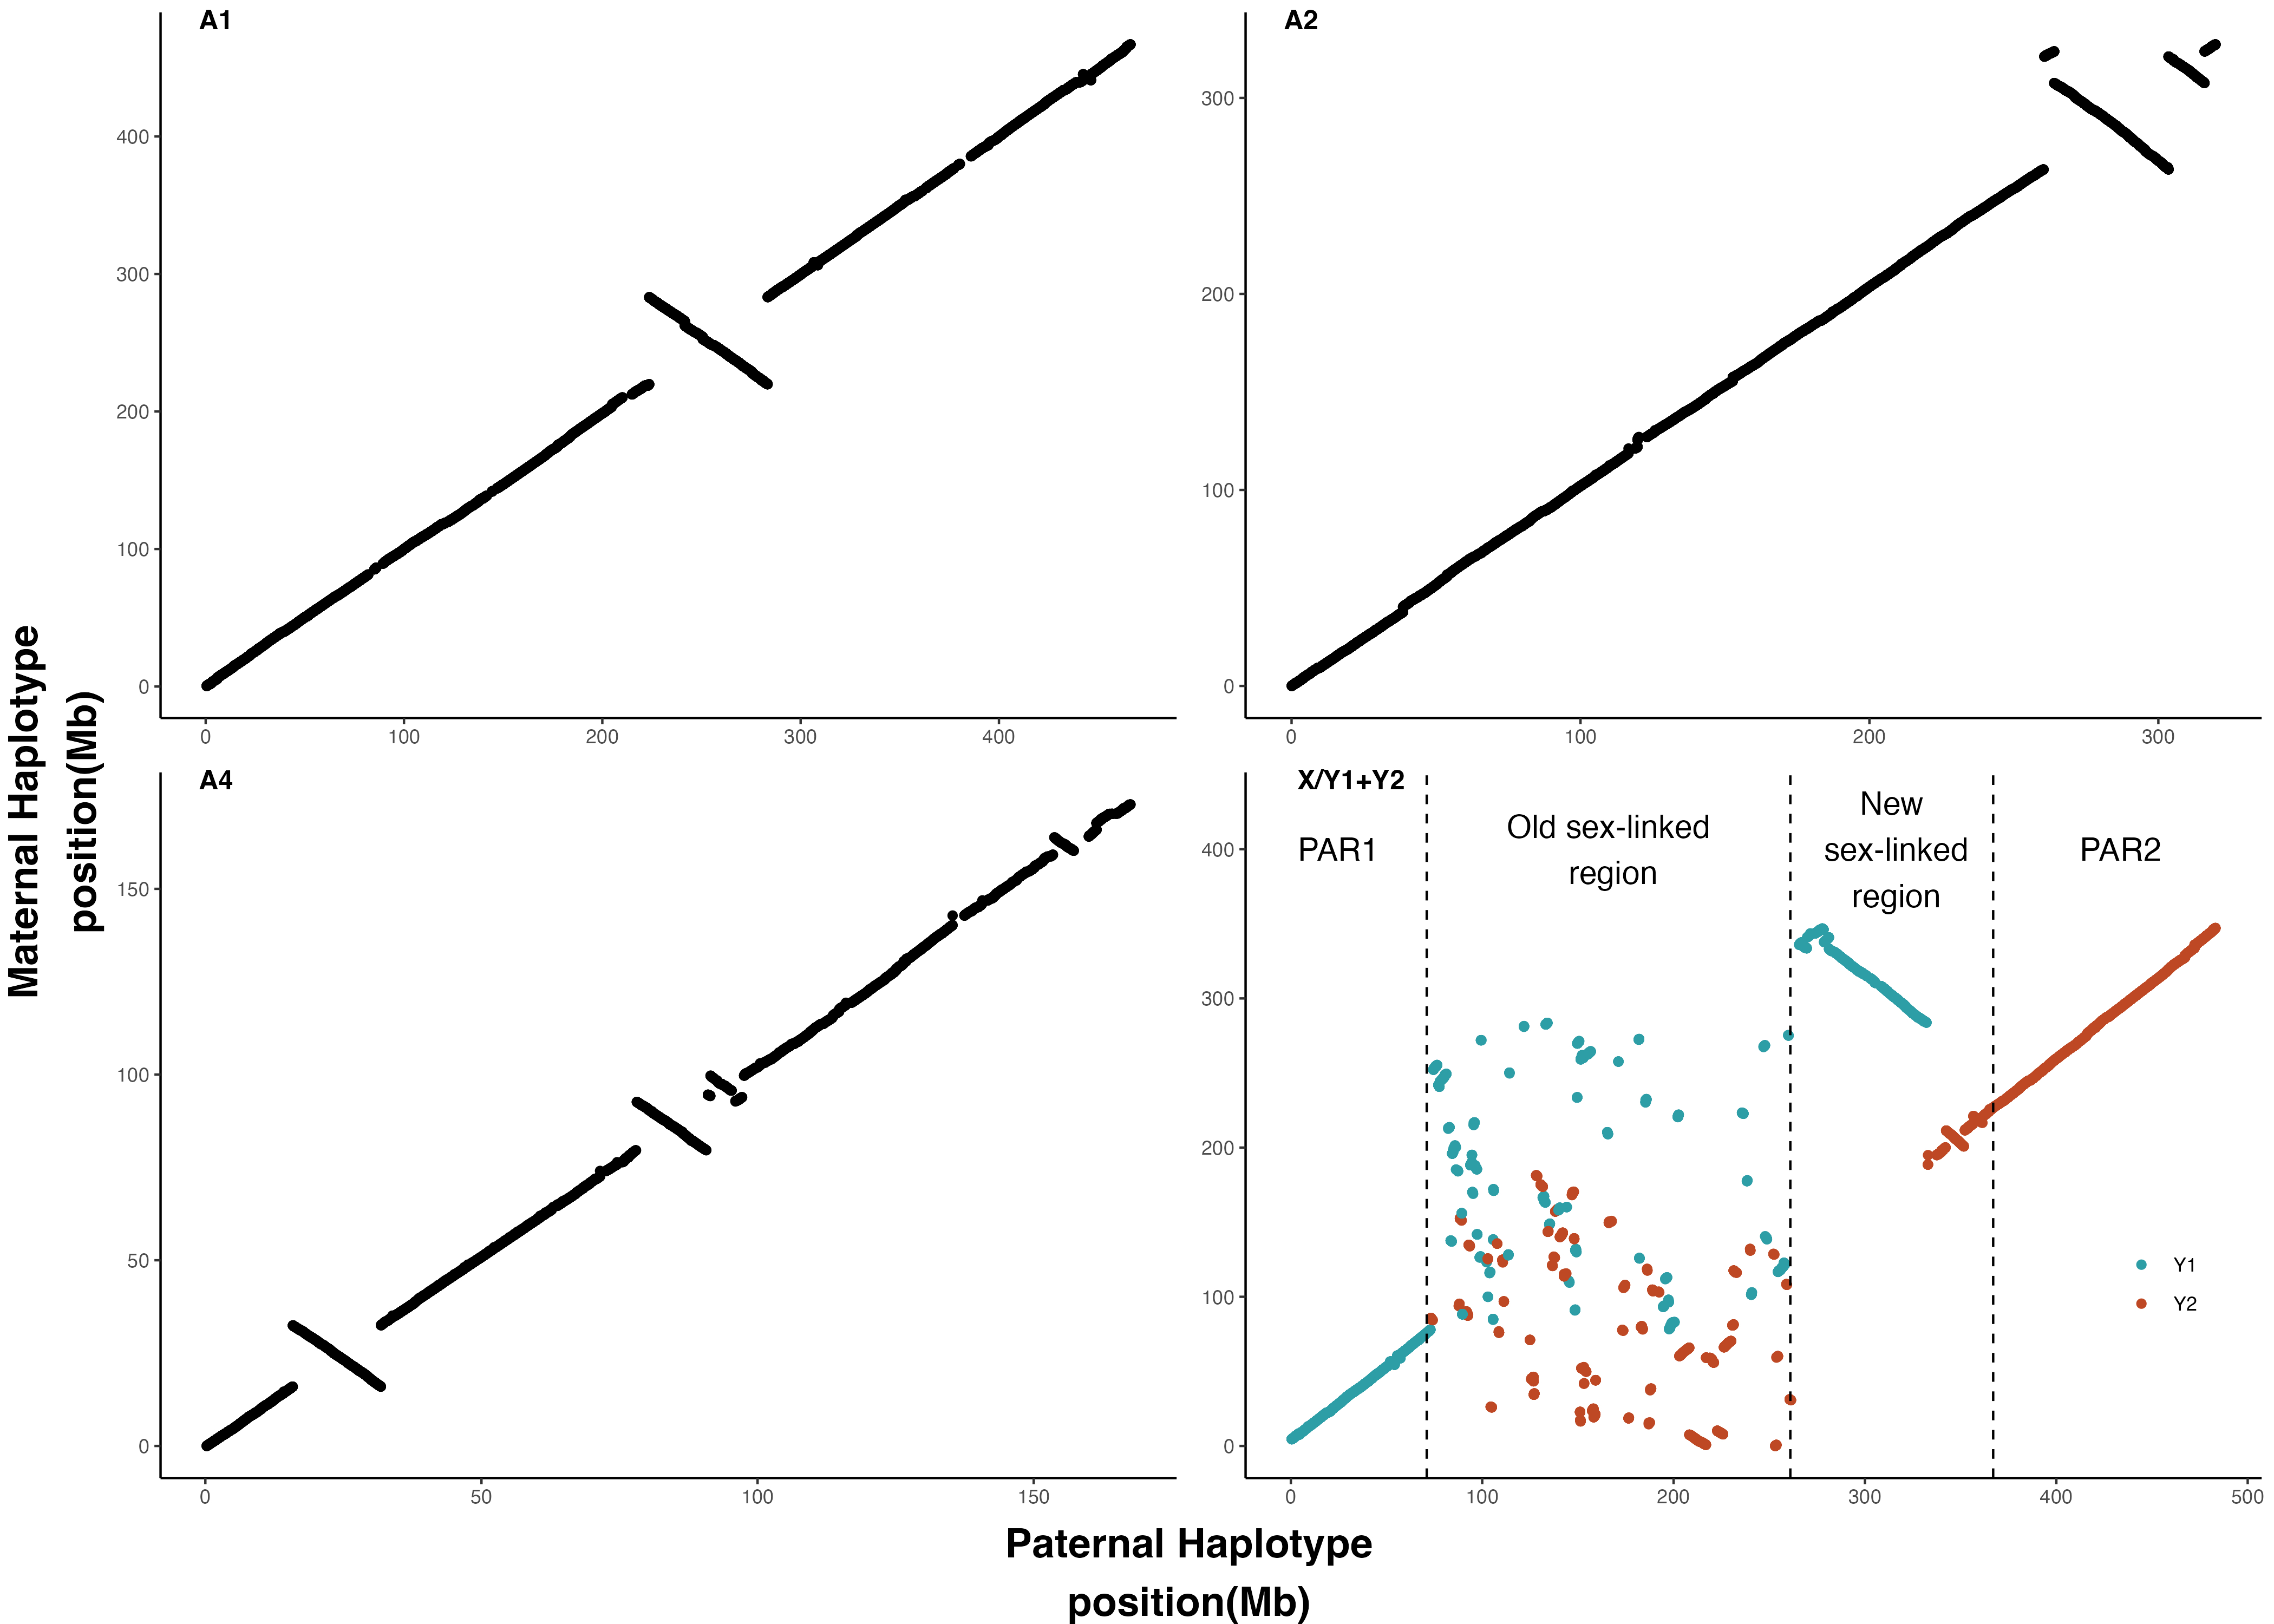 A1
400
300
200
100
0
0 100 200 300 400
A2
300
200
100
0
0 100 200 300
Maternal Haplotype
position(Mb)
A4
150
100
50
0
0 50 100 150
X/Y1+Y2
PAR1
Old sex-linked
region
New
sex-linked
region
PAR2
400
300
200
100
0
Y1
Y2
0 100 200 300 400 500
Paternal Haplotype
position(Mb)